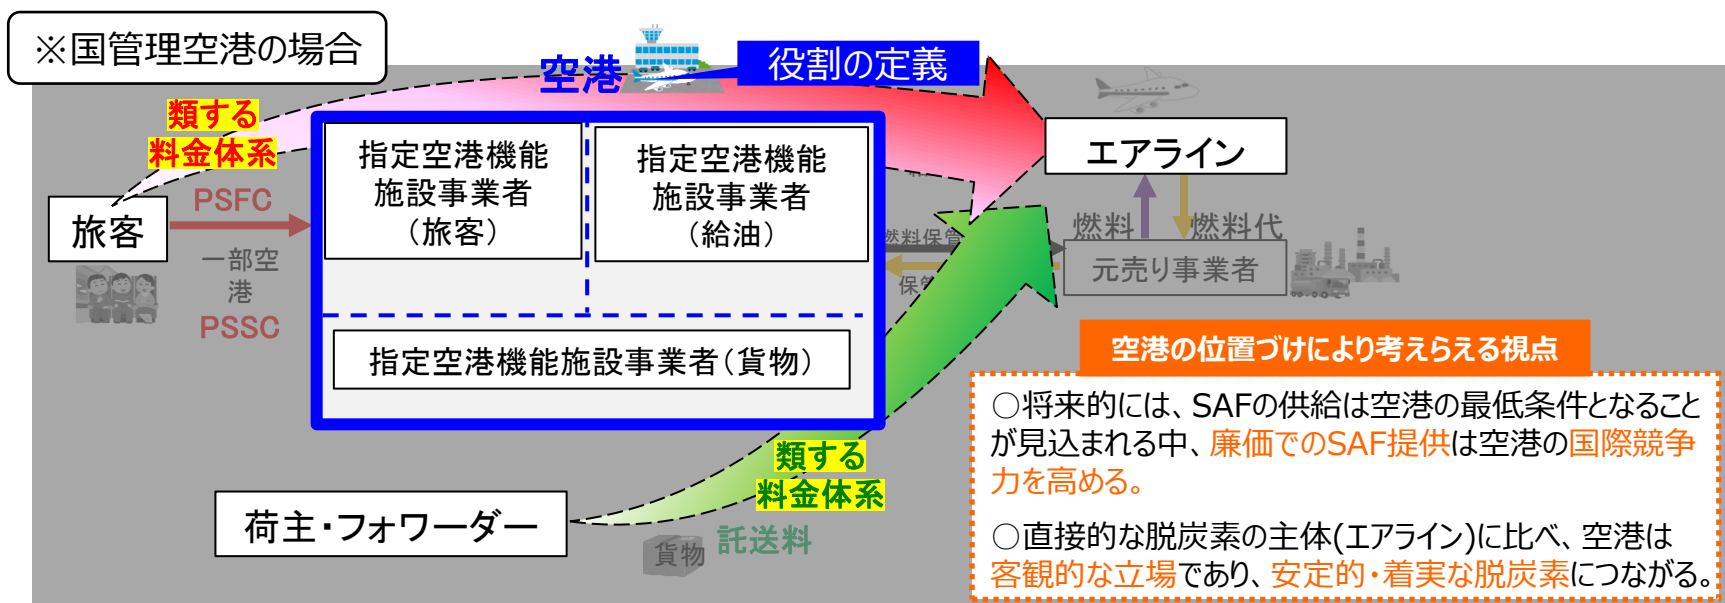 ※国管理空港の場合
空港
役割の定義
類する
料金体系
指定空港機能
施設事業者
（旅客）
指定空港機能
施設事業者
（給油）
エアライン
旅客
PSFC
一部空
港
PSSC
燃料保管
保管
燃料
燃料代
元売り事業者
指定空港機能施設事業者（貨物）
空港の位置づけにより考えらえる視点
○将来的には、SAFの供給は空港の最低条件となること
が見込まれる中、廉価でのSAF提供は空港の国際競争
力を高める。
○直接的な脱炭素の主体(エアライン)に比べ、空港は
客観的な立場であり、安定的・着実な脱炭素につながる。
類する
料金体系
荷主・フォワーダー
託送料
貨物